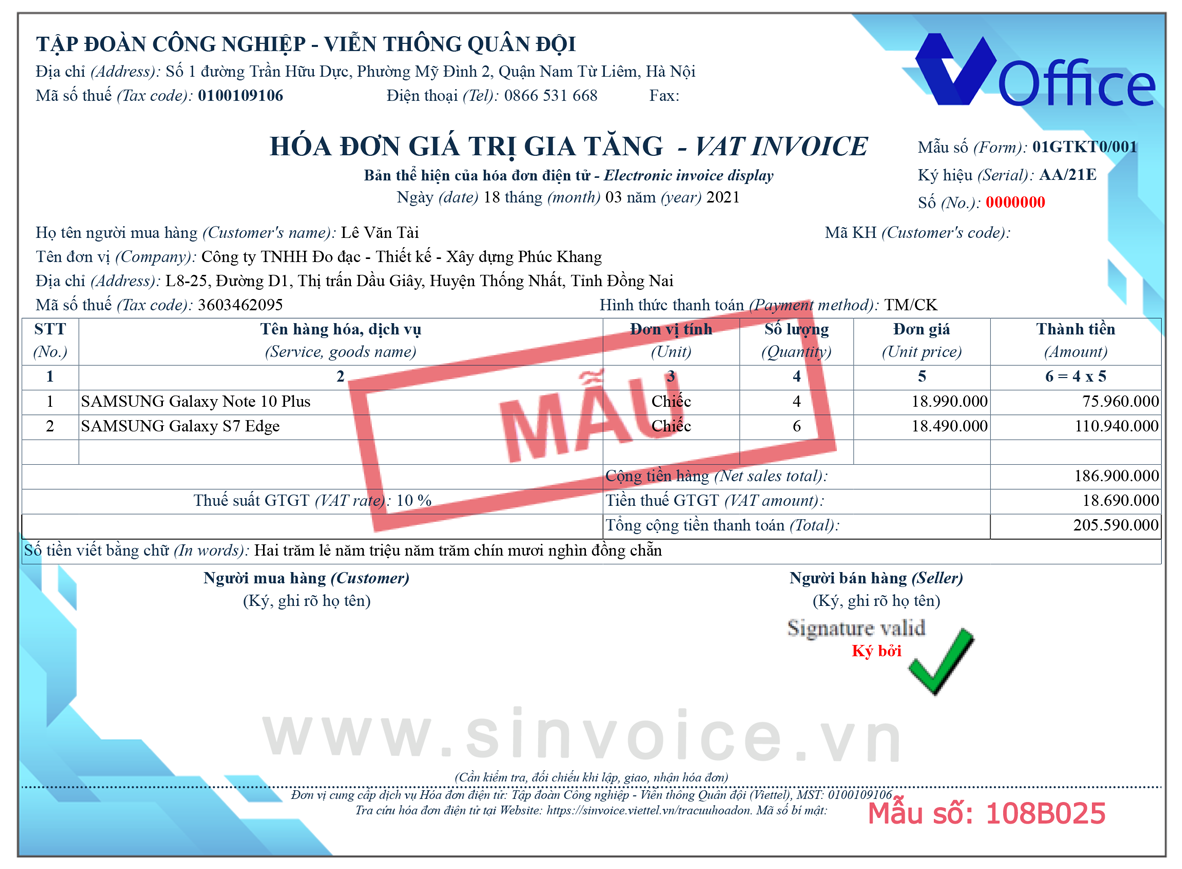 TẬP ĐOÀN CÔNG NGHIỆP - VIỄN THÔNG QUÂN ĐỘI
Địa chỉ (Address): Số 1 đường Trần Hữu Dực, Phường Mỹ Đình 2, Quận Nam Từ Liêm, Hà Nội
Mã số thuế (Tax code): 0100109106 Điện thoại (Tel): 0866 531 668 Fax:
VOffice
HÓA ĐƠN GIÁ TRỊ GIA TĂNG - VAT INVOICE
Bản thể hiện của hóa đơn điện tử - Electronic invoice display
Ngày (date) 18 tháng (month) 03 năm (year) 2021
Mẫu số (Form): 01GTKT0/001
Ký hiệu (Serial): AA/21E
Số (No.): 0000000
Họ tên người mua hàng (Customer's name): Lê Văn Tài Mã KH (Customer's code):
Tên đơn vị (Company): Công ty TNHH Đo đạc - Thiết kế - Xây dựng Phúc Khang
Địa chỉ (Address): L8-25, Đường D1, Thị trấn Dầu Giây, Huyện Thống Nhất, Tỉnh Đồng Nai
Mã số thuế (Tax code): 3603462095 Hình thức thanh toán (Payment method): TM/CK
STT Tên hàng hóa, dịch vụ Đơn vị tính Số lượng Đơn giá Thành tiền
(No.) (Service, goods name) (Unit) (Quantity) (Unit price) (Amount)
1 2 3 4 5 6 = 4 x 5
1 SAMSUNG Galaxy Note 10 Plus Chiếc 4 18.990.000 75.960.000
2 SAMSUNG Galaxy S7 Edge Chiếc 6 18.490.000 110.940.000
MẪU
Cộng tiền hàng (Net sales total): 186.900.000
Thuế suất GTGT (VAT rate): 10 % Tiền thuế GTGT (VAT amount): 18.690.000
Tổng cộng tiền thanh toán (Total): 205.590.000
Số tiền viết bằng chữ (In words): Hai trăm lẻ năm triệu năm trăm chín mươi nghìn đồng chẵn
Người mua hàng (Customer) Người bán hàng (Seller)
(Ký, ghi rõ họ tên) (Ký, ghi rõ họ tên)
Signature valid
Ký bởi
www.sinvoice.vn
(Cần kiểm tra, đối chiếu khi lập, giao, nhận hóa đơn)
Đơn vị cung cấp dịch vụ Hóa đơn điện tử: Tập đoàn Công nghiệp - Viễn thông Quân đội (Viettel), MST: 0100109106
Tra cứu hóa đơn điện tử tại Website: https://sinvoice.viettel.vn/tracuuhoadon. Mã số bí mật:
Mẫu số: 108B025